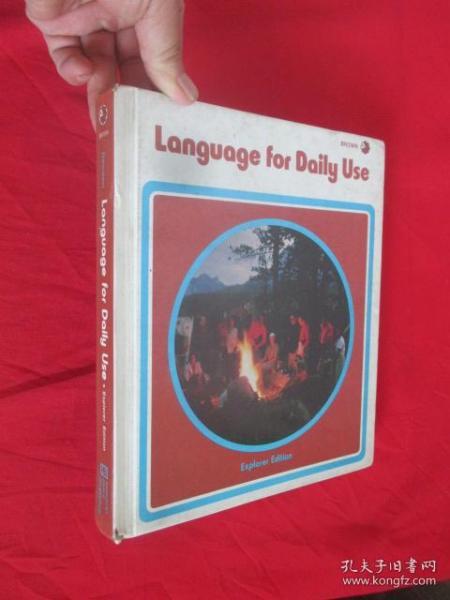 BROWN
Language for Daily Use
Explorer Edition
Language for Daily Use • Explorer Edition
孔夫子旧书网
www.kongfz.com